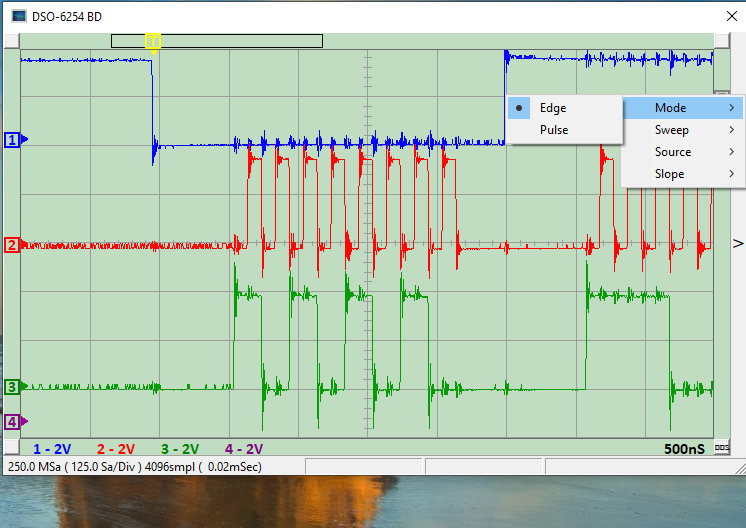 DSO-6254 BD
T
1
Edge
Pulse
Mode >
Sweep >
Source >
Slope >
2
>
3
4
1 - 2V 2 - 2V 3 - 2V 4 - 2V 500nS DDS
250.0 MSa ( 125.0 Sa/Div ) 4096smpl ( 0.02mSec)